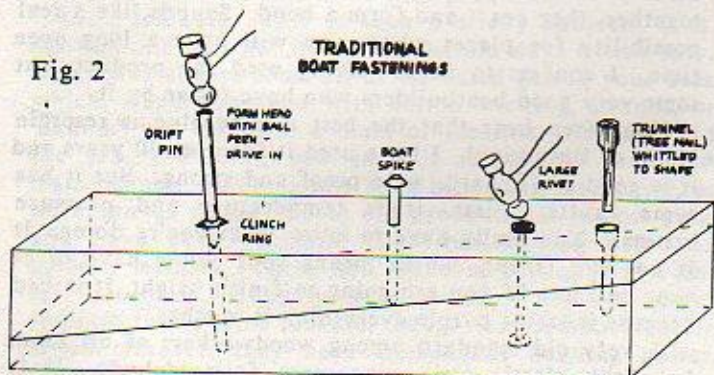 Fig. 2
TRADITIONAL
BOAT FASTENINGS
DRIFT
PIN
FORM HEAD
WITH BALL
PEEN -
DRIVE IN
CLINCH
RING
BOAT
SPIKE
LARGE
RIVET
TRUNNEL
(TREE NAIL)
WHITTLED
TO SHAPE